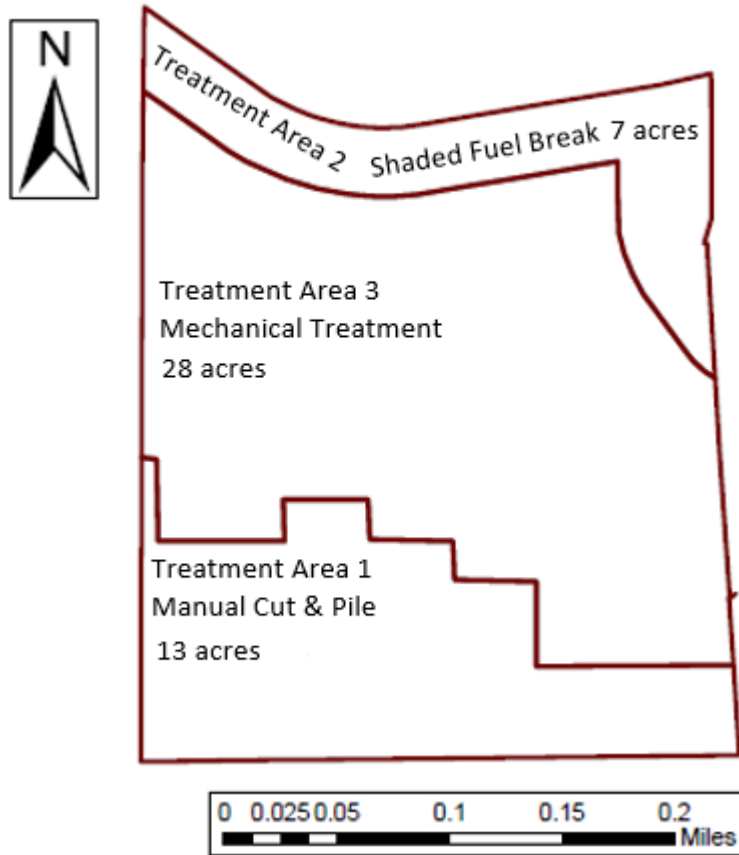 N
Treatment Area 2 Shaded Fuel Break 7 acres
Treatment Area 3
Mechanical Treatment
28 acres
Treatment Area 1
Manual Cut & Pile
13 acres
0 0.025 0.05 0.1 0.15 0.2
Miles